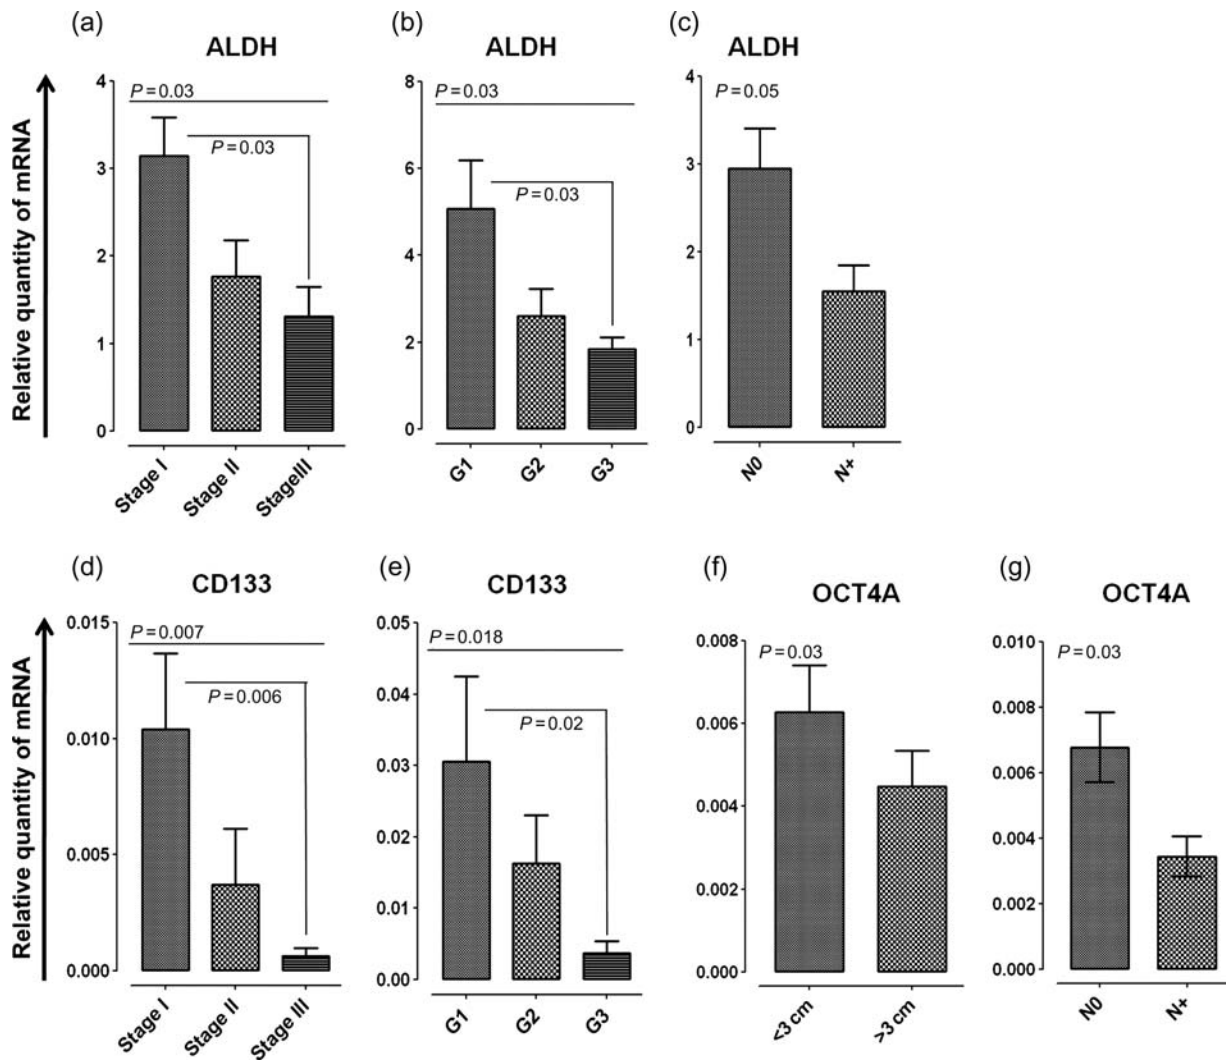 (a)
ALDH
Relative quantity of mRNA
4
3
2
1
0
P = 0.03
P = 0.03
Stage I
Stage II
StageIII
(b)
ALDH
8
6
4
2
0
P = 0.03
P = 0.03
G1
G2
G3
(c)
ALDH
4
3
2
1
0
P = 0.05
N0
N+
(d)
CD133
Relative quantity of mRNA
0.015
0.010
0.005
0.000
P = 0.007
P = 0.006
Stage I
Stage II
Stage III
(e)
CD133
0.05
0.04
0.03
0.02
0.01
0.00
P = 0.018
P = 0.02
G1
G2
G3
(f)
OCT4A
0.008
0.006
0.004
0.002
0.000
P = 0.03
<3 cm
>3 cm
(g)
OCT4A
0.010
0.008
0.006
0.004
0.002
0.000
P = 0.03
N0
N+